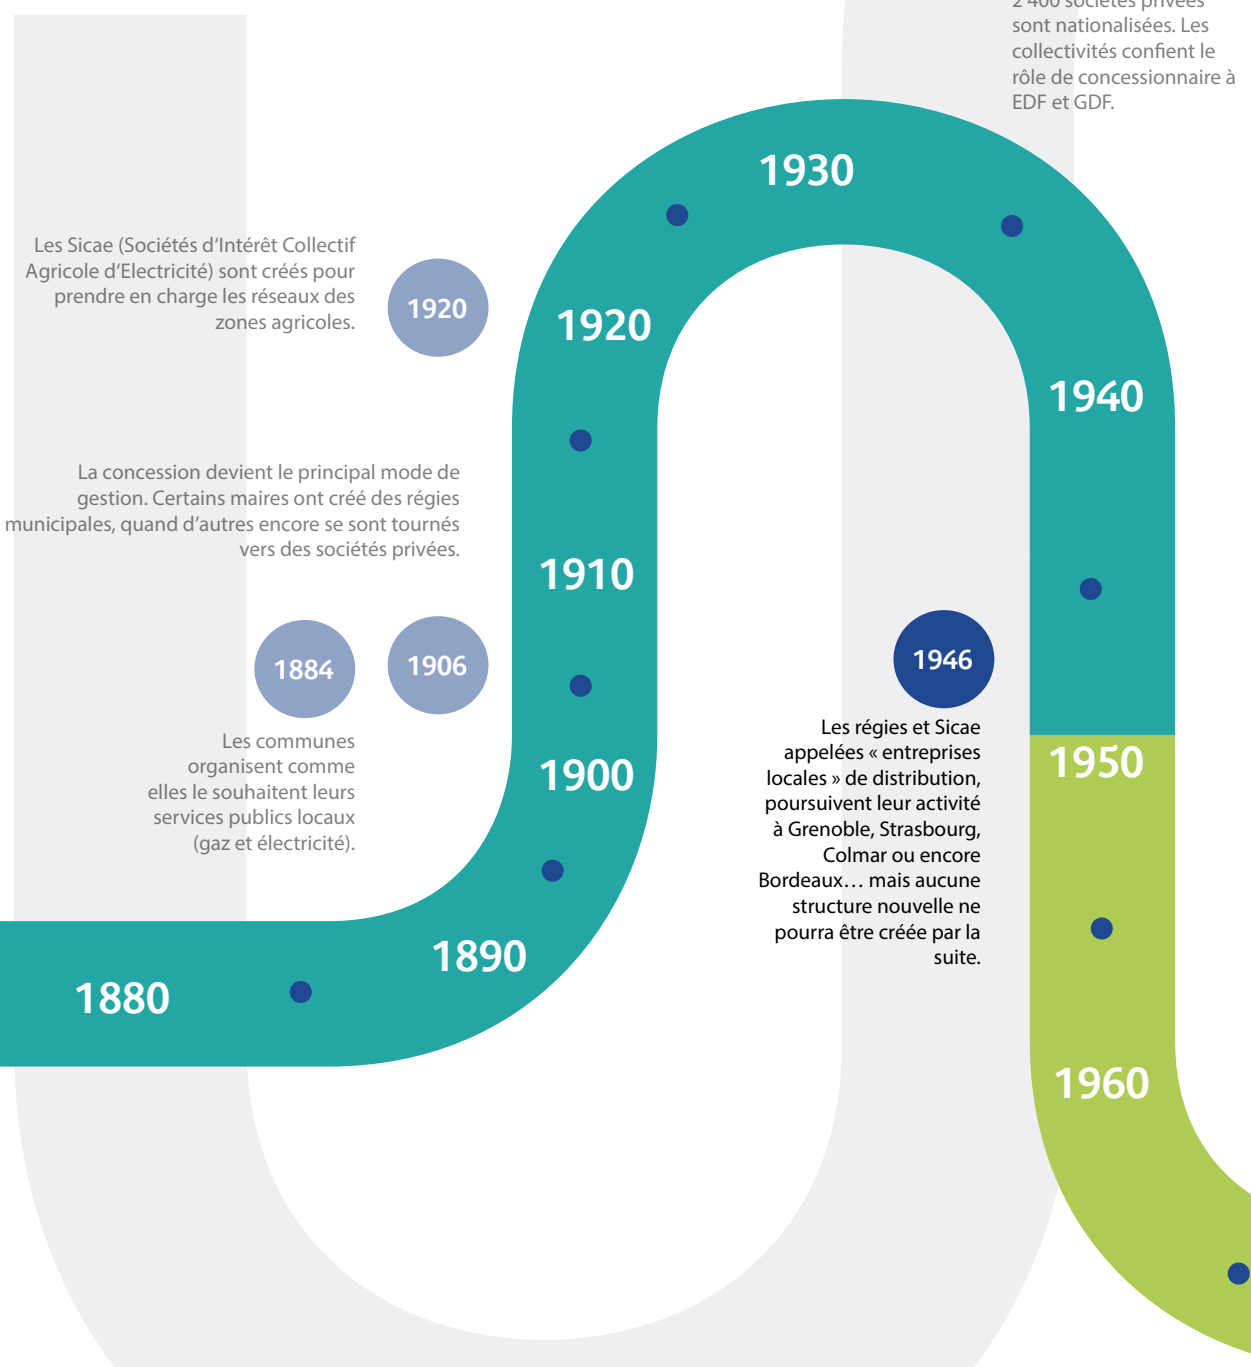 2 400 sociétés privées
sont nationalisées. Les
collectivités confient le
rôle de concessionnaire à
EDF et GDF.
1930
Les Sicae (Sociétés d’Intérêt Collectif
Agricole d’Electricité) sont créés pour
prendre en charge les réseaux des
zones agricoles.
1920
1920
1940
La concession devient le principal mode de
gestion. Certains maires ont créé des régies
municipales, quand d’autres encore se sont tournés
vers des sociétés privées.
1910
1884
1906
Les communes
organisent comme
elles le souhaitent leurs
services publics locaux
(gaz et électricité).
1900
1946
Les régies et Sicae
appelées « entreprises
locales » de distribution,
poursuivent leur activité
à Grenoble, Strasbourg,
Colmar ou encore
Bordeaux… mais aucune
structure nouvelle ne
pourra être créée par la
suite.
1950
1890
1880
1960